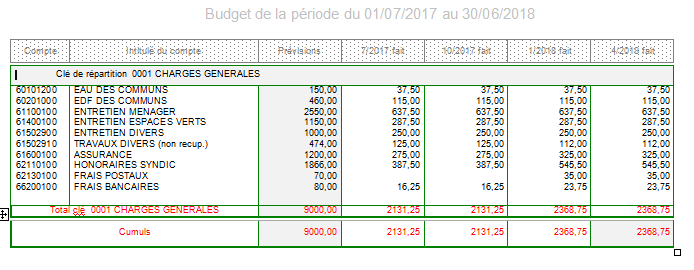 Budget de la période du 01/07/2017 au 30/06/2018
Compte Intitulé du compte Prévisions 7/2017 fait 10/2017 fait 1/2018 fait 4/2018 fait
Clé de répartition 0001 CHARGES GENERALES
60101200 EAU DES COMMUNS 150,00 37,50 37,50 37,50 37,50
60201000 EDF DES COMMUNS 460,00 115,00 115,00 115,00 115,00
61100100 ENTRETIEN MENAGER 2550,00 637,50 637,50 637,50 637,50
61400100 ENTRETIEN ESPACES VERTS 1150,00 287,50 287,50 287,50 287,50
61502900 ENTRETIEN DIVERS 1000,00 250,00 250,00 250,00 250,00
61502910 TRAVAUX DIVERS (non recup.) 474,00 125,00 125,00 112,00 112,00
61600100 ASSURANCE 1200,00 275,00 275,00 325,00 325,00
62110100 HONORAIRES SYNDIC 1866,00 387,50 387,50 545,50 545,50
62130100 FRAIS POSTAUX 70,00 35,00 35,00
66200100 FRAIS BANCAIRES 80,00 16,25 16,25 23,75 23,75
Total clé 0001 CHARGES GENERALES 9000,00 2131,25 2131,25 2368,75 2368,75
Cumuls 9000,00 2131,25 2131,25 2368,75 2368,75